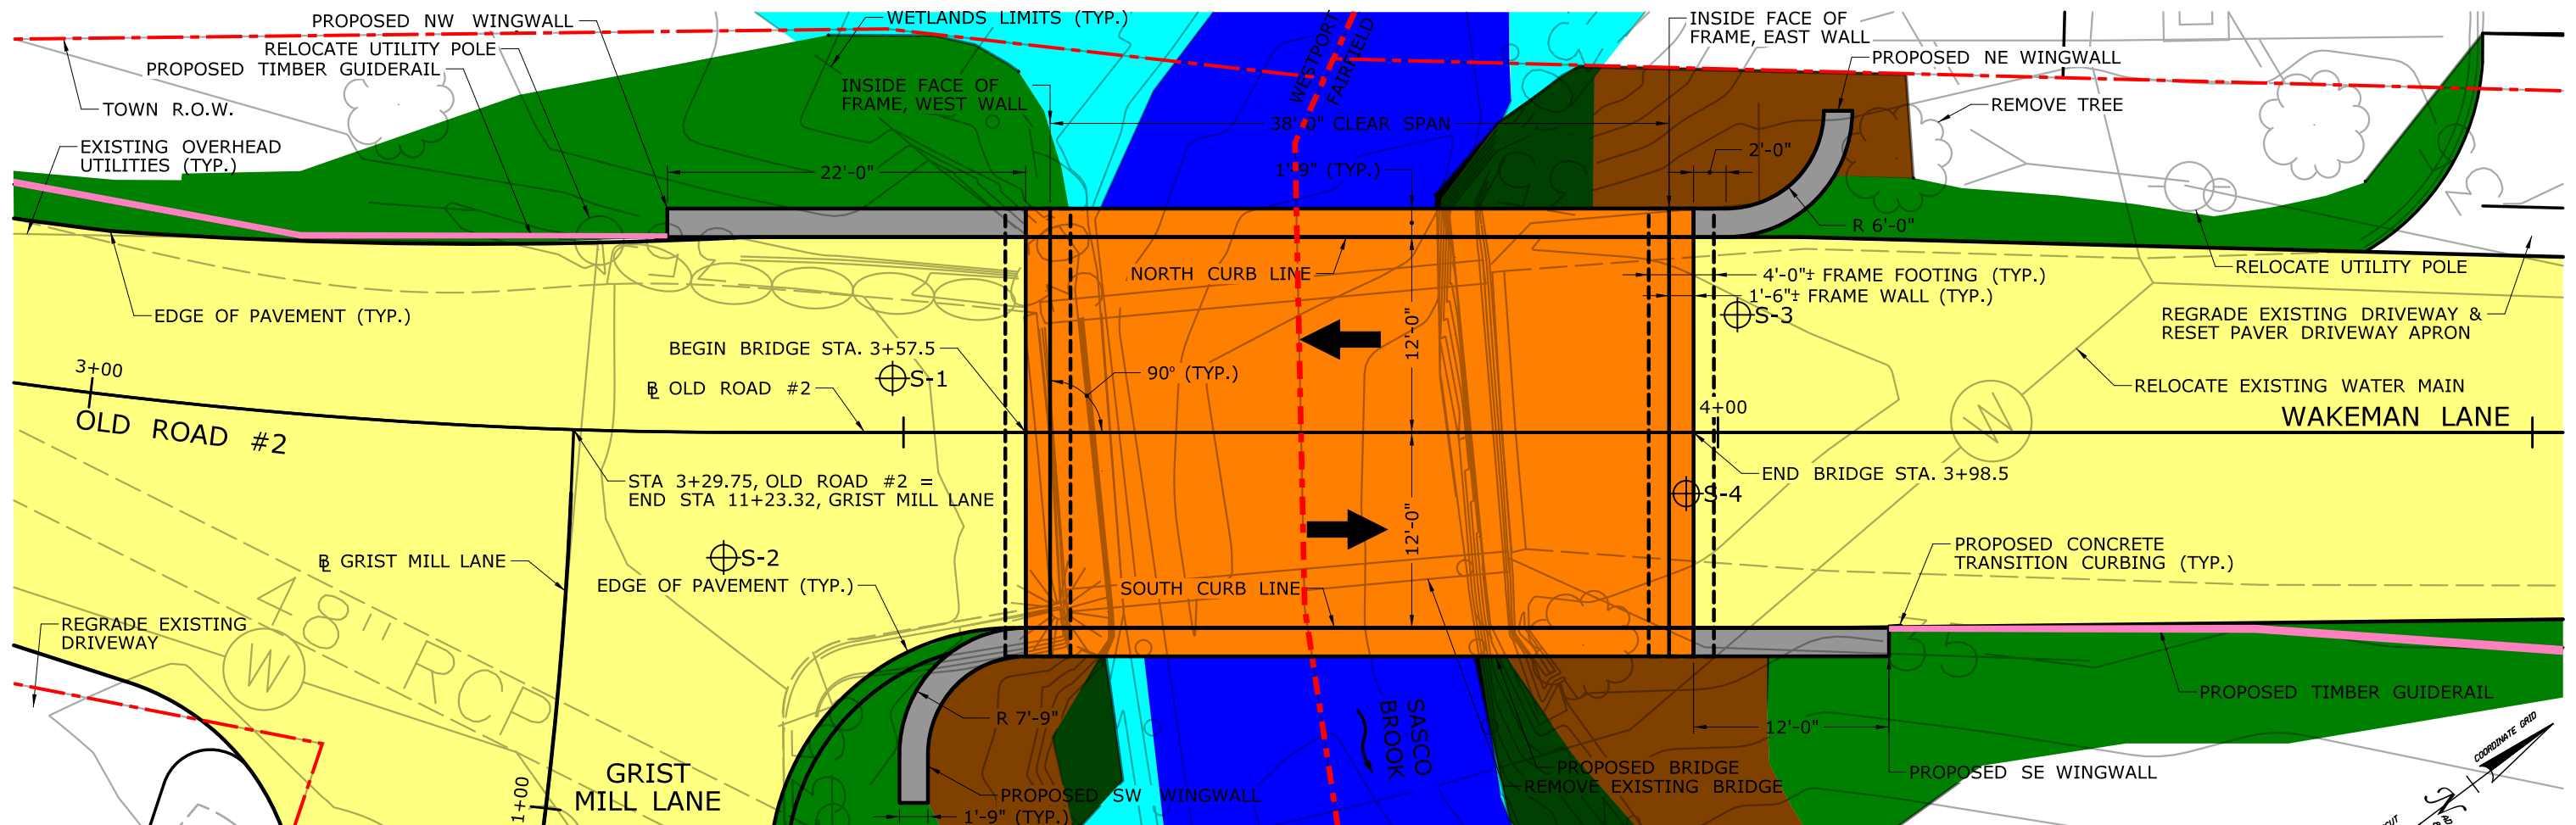 PROPOSED NW WINGWALL
RELOCATE UTILITY POLE
PROPOSED TIMBER GUIDERAIL
TOWN R.O.W.
EXISTING OVERHEAD
UTILITIES (TYP.)
WETLANDS LIMITS (TYP.)
INSIDE FACE OF
FRAME, WEST WALL
WESTPORT
FAIRFIELD
38'-0" CLEAR SPAN
INSIDE FACE OF
FRAME, EAST WALL
PROPOSED NE WINGWALL
REMOVE TREE
22'-0"
1'-9" (TYP.)
2'-0"
R 6'-0"
EDGE OF PAVEMENT (TYP.)
NORTH CURB LINE
4'-0"± FRAME FOOTING (TYP.)
1'-6"± FRAME WALL (TYP.)
RELOCATE UTILITY POLE
REGRADE EXISTING DRIVEWAY &
RESET PAVER DRIVEWAY APRON
S-3
12'-0"
BEGIN BRIDGE STA. 3+57.5
3+00
S-1
90° (TYP.)
BL OLD ROAD #2
RELOCATE EXISTING WATER MAIN
4+00
W
WAKEMAN LANE
OLD ROAD #2
STA 3+29.75, OLD ROAD #2 =
END STA 11+23.32, GRIST MILL LANE
END BRIDGE STA. 3+98.5
S-4
12'-0"
BL GRIST MILL LANE
S-2
EDGE OF PAVEMENT (TYP.)
SOUTH CURB LINE
PROPOSED CONCRETE
TRANSITION CURBING (TYP.)
REGRADE EXISTING
DRIVEWAY
48" RCP
W
35
R 7'-9"
SASCO
BROOK
PROPOSED TIMBER GUIDERAIL
12'-0"
GRIST
MILL LANE
1+00
PROPOSED SW WINGWALL
1'-9" (TYP.)
PROPOSED BRIDGE
REMOVE EXISTING BRIDGE
PROPOSED SE WINGWALL
COORDINATE GRID
N